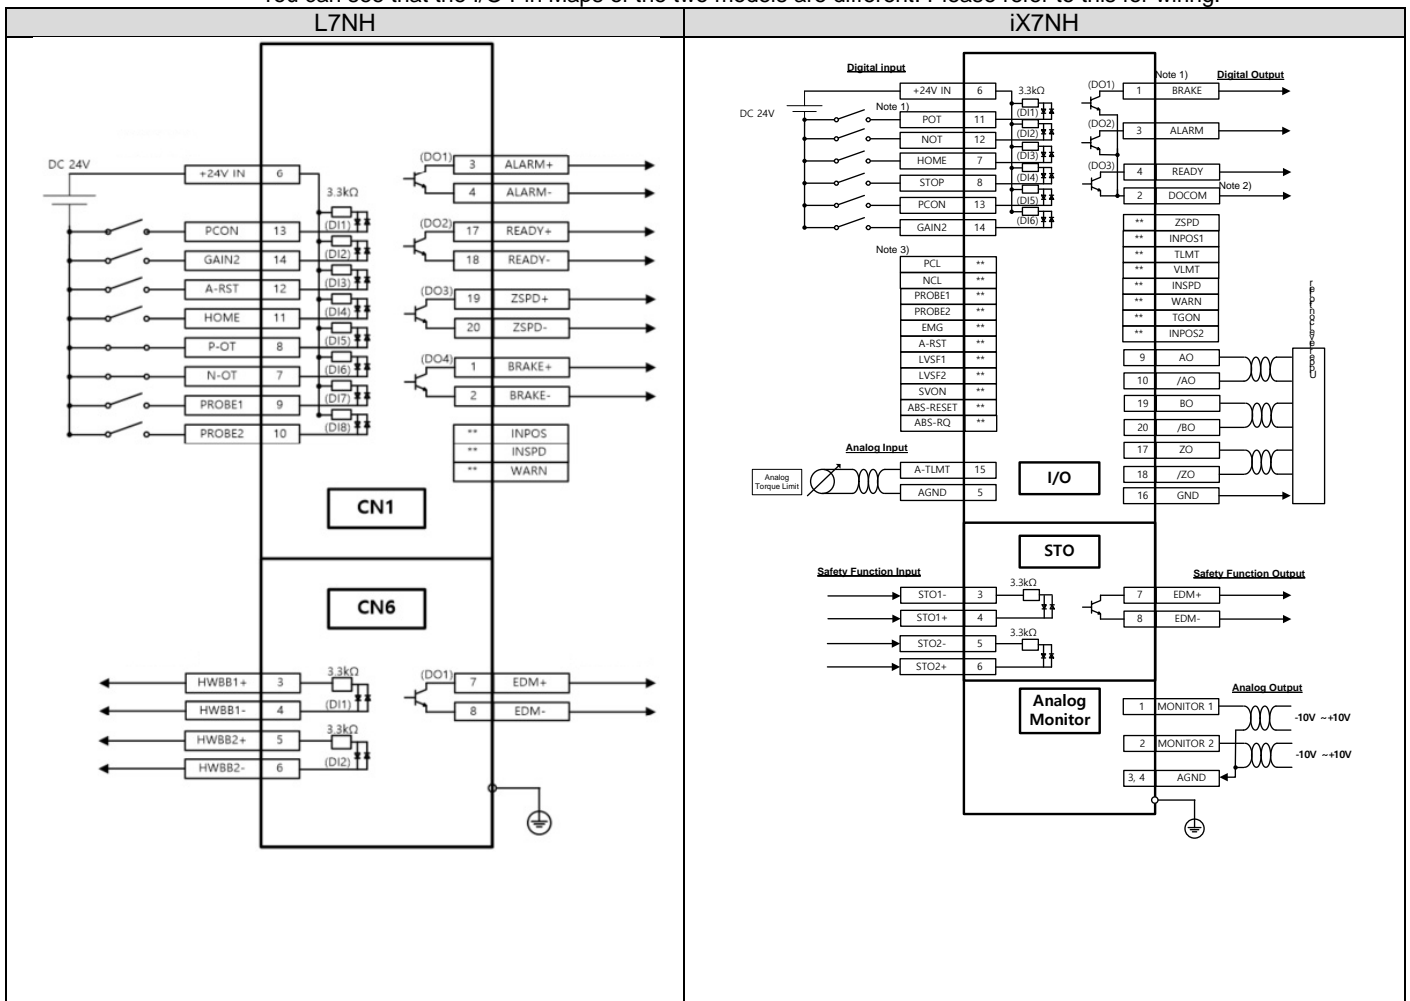 You can see that the I/O Pin Maps of the two models are different. Please refer to this for wiring.
L7NH
iX7NH
DC 24V
+24V IN 6
3.3kΩ
PCON 13 (DI1)
GAIN2 14 (DI2)
A-RST 12 (DI3)
HOME 11 (DI4)
P-OT 8 (DI5)
N-OT 7 (DI6)
PROBE1 9 (DI7)
PROBE2 10 (DI8)
(DO1) 3 ALARM+
4 ALARM-
(DO2) 17 READY+
18 READY-
(DO3) 19 ZSPD+
20 ZSPD-
(DO4) 1 BRAKE+
2 BRAKE-
** INPOS
** INSPD
** WARN
CN1
CN6
HWBB1+ 3 3.3kΩ
HWBB1- 4 (DI1)
HWBB2+ 5 3.3kΩ
HWBB2- 6 (DI2)
(DO1) 7 EDM+
8 EDM-
Digital input
DC 24V
+24V IN 6 3.3kΩ
Note 1)
POT 11 (DI1)
NOT 12 (DI2)
HOME 7 (DI3)
STOP 8 (DI4)
PCON 13 (DI5)
GAIN2 14 (DI6)
Note 3)
PCL **
NCL **
PROBE1 **
PROBE2 **
EMG **
A-RST **
LVSF1 **
LVSF2 **
SVON **
ABS-RESET **
ABS-RQ **
Analog Input
Analog
Torque Limit
A-TLMT 15
AGND 5
Note 1)
Digital Output
(DO1) 1 BRAKE
(DO2) 3 ALARM
(DO3) 4 READY
2 DOCOM
Note 2)
** ZSPD
** INPOS1
** TLMT
** VLMT
** INSPD
** WARN
** TGON
** INPOS2
9 AO
10 /AO
19 BO
20 /BO
17 ZO
18 /ZO
16 GND
I/O
STO
Safety Function Input
STO1- 3 3.3kΩ
STO1+ 4
STO2- 5 3.3kΩ
STO2+ 6
Safety Function Output
7 EDM+
8 EDM-
Analog
Monitor
Analog Output
1 MONITOR 1
-10V ~+10V
2 MONITOR 2
-10V ~+10V
3, 4 AGND